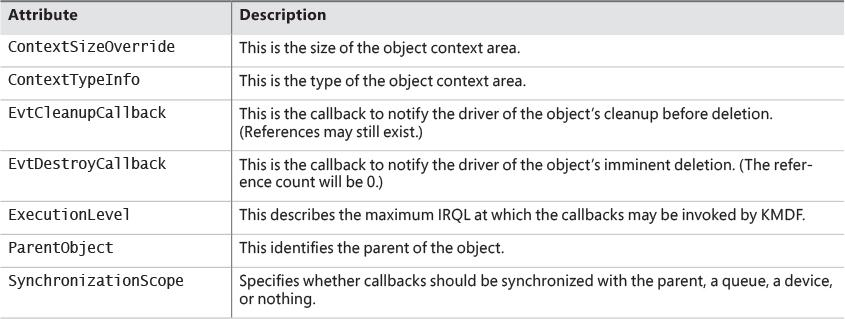 Attribute Description
ContextSizeOverride This is the size of the object context area.
ContextTypeInfo This is the type of the object context area.
EvtCleanupCallback This is the callback to notify the driver of the object's cleanup before deletion.
(References may still exist.)
EvtDestroyCallback This is the callback to notify the driver of the object's imminent deletion. (The refer-
ence count will be 0.)
ExecutionLevel This describes the maximum IRQL at which the callbacks may be invoked by KMDF.
ParentObject This identifies the parent of the object.
SynchronizationScope Specifies whether callbacks should be synchronized with the parent, a queue, a device,
or nothing.